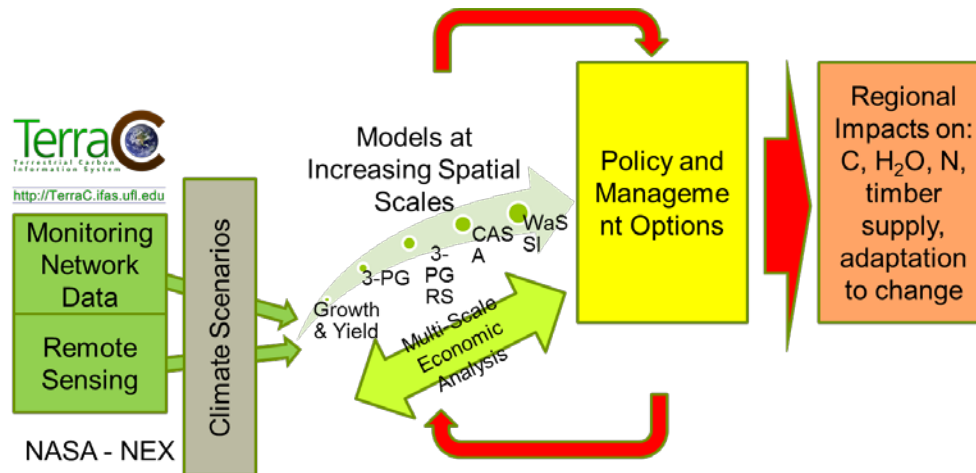 TerraC
Terrestrial Carbon
Information System
http://TerraC.ifas.ufl.edu
Monitoring
Network
Data
Remote
Sensing
NASA - NEX
Climate Scenarios
Models at
Increasing Spatial
Scales
Growth
& Yield
3-PG
3-
PG
RS
CAS
A
WaS
SI
Multi-Scale
Economic
Analysis
Policy and
Manageme
nt Options
Regional
Impacts on:
C, H₂O, N,
timber
supply,
adaptation
to change